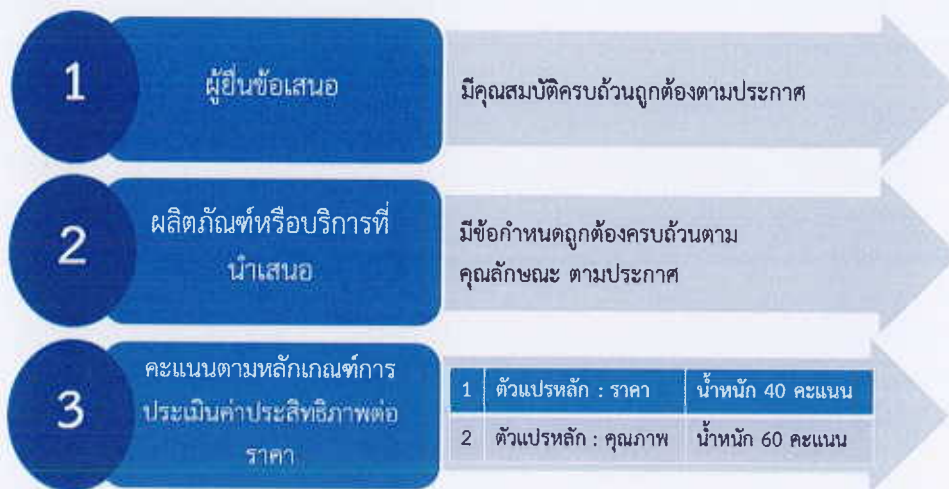 1
ผู้ยื่นข้อเสนอ
มีคุณสมบัติครบถ้วนถูกต้องตามประกาศ
2
ผลิตภัณฑ์หรือบริการที่
นำเสนอ
มีข้อกำหนดถูกต้องครบถ้วนตาม
คุณลักษณะ ตามประกาศ
3
คะแนนตามหลักเกณฑ์การ
ประเมินค่าประสิทธิภาพต่อ
ราคา
1 ตัวแปรหลัก : ราคา น้ำหนัก 40 คะแนน
2 ตัวแปรหลัก : คุณภาพ น้ำหนัก 60 คะแนน